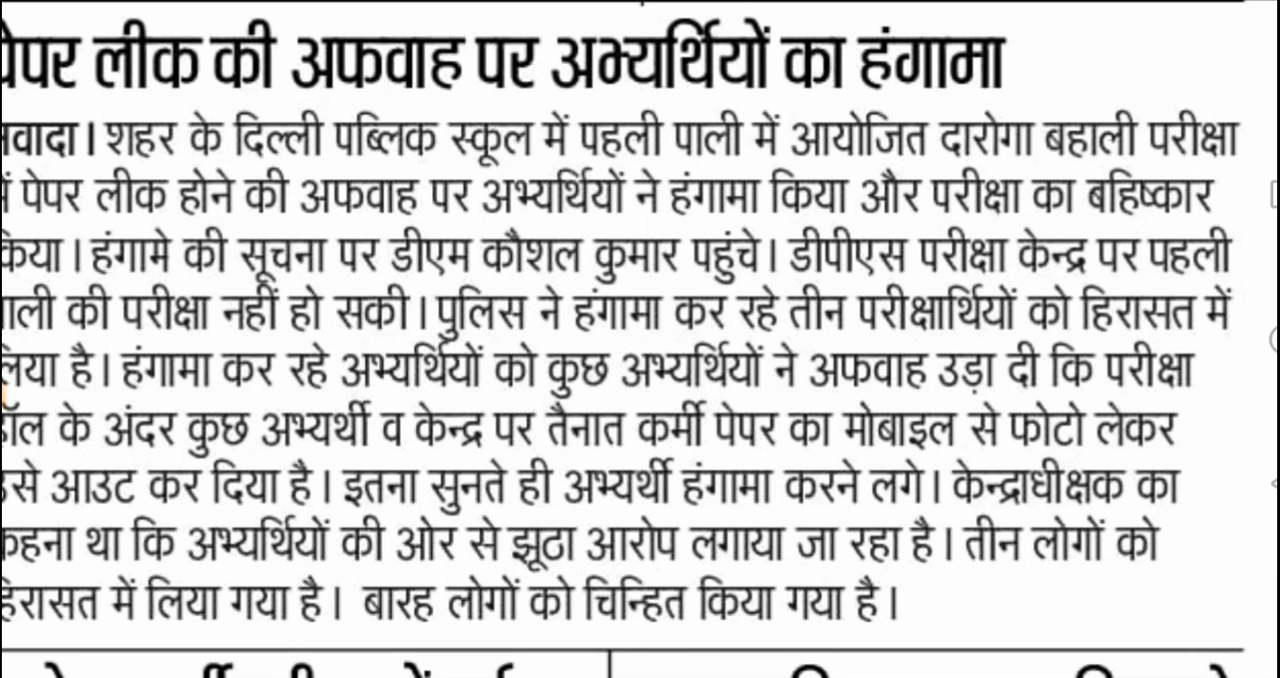 पेपर लीक की अफवाह पर अभ्यर्थियों का हंगामा
नवादा। शहर के दिल्ली पब्लिक स्कूल में पहली पाली में आयोजित दारोगा बहाली परीक्षा
में पेपर लीक होने की अफवाह पर अभ्यर्थियों ने हंगामा किया और परीक्षा का बहिष्कार
किया। हंगामे की सूचना पर डीएम कौशल कुमार पहुंचे। डीपीएस परीक्षा केन्द्र पर पहली
पाली की परीक्षा नहीं हो सकी। पुलिस ने हंगामा कर रहे तीन परीक्षार्थियों को हिरासत में
लिया है। हंगामा कर रहे अभ्यर्थियों को कुछ अभ्यर्थियों ने अफवाह उड़ा दी कि परीक्षा
हॉल के अंदर कुछ अभ्यर्थी व केन्द्र पर तैनात कर्मी पेपर का मोबाइल से फोटो लेकर
उसे आउट कर दिया है। इतना सुनते ही अभ्यर्थी हंगामा करने लगे। केन्द्राधीक्षक का
कहना था कि अभ्यर्थियों की ओर से झूठा आरोप लगाया जा रहा है। तीन लोगों को
हिरासत में लिया गया है। बारह लोगों को चिन्हित किया गया है।